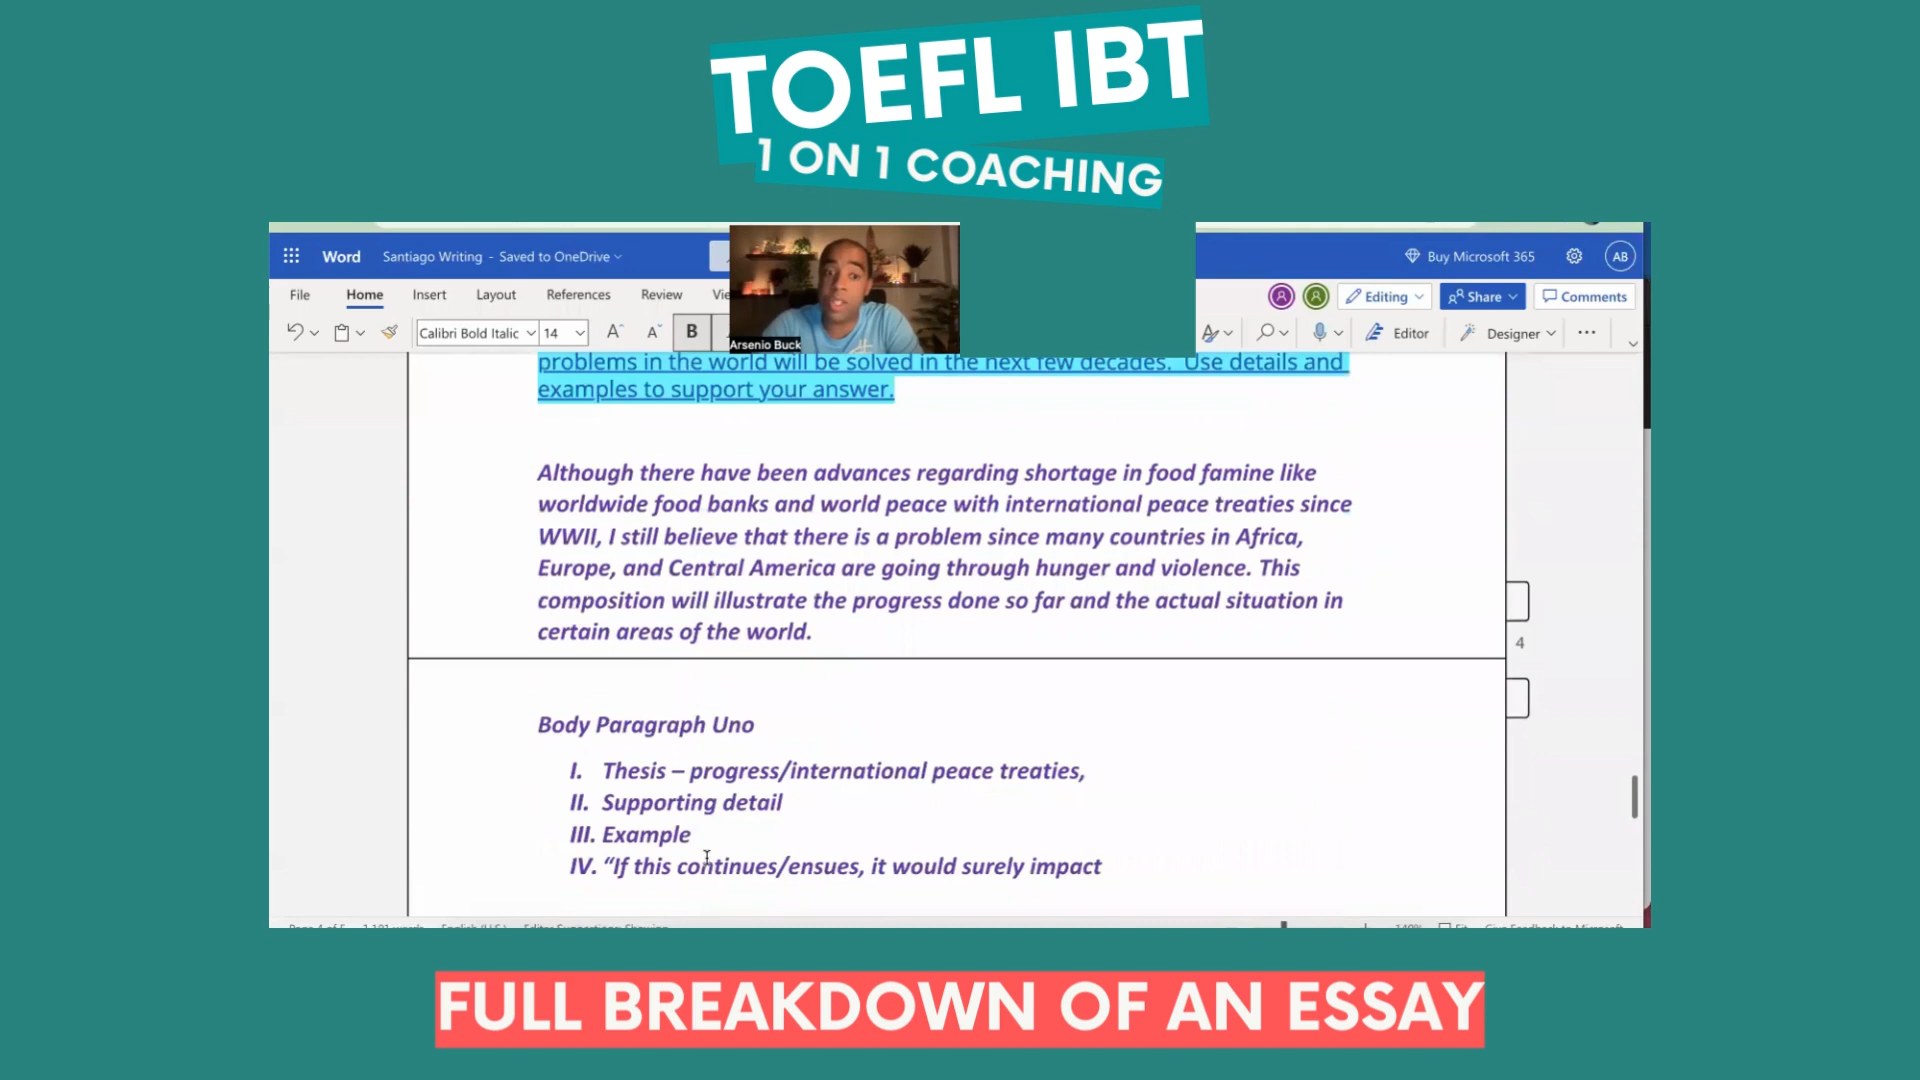 TOEFL IBT
1 ON 1 COACHING
Word Santiago Writing - Saved to OneDrive Buy Microsoft 365 AB
File Home Insert Layout References Review Editing Share Comments
Calibri Bold Italic 14 A A B Editor Designer
Arsenio Buck
problems in the world will be solved in the next few decades. Use details and
examples to support your answer.
Although there have been advances regarding shortage in food famine like
worldwide food banks and world peace with international peace treaties since
WWII, I still believe that there is a problem since many countries in Africa,
Europe, and Central America are going through hunger and violence. This
composition will illustrate the progress done so far and the actual situation in
certain areas of the world.
4
Body Paragraph Uno
I. Thesis – progress/international peace treaties,
II. Supporting detail
III. Example
IV. “If this continues/ensues, it would surely impact
FULL BREAKDOWN OF AN ESSAY